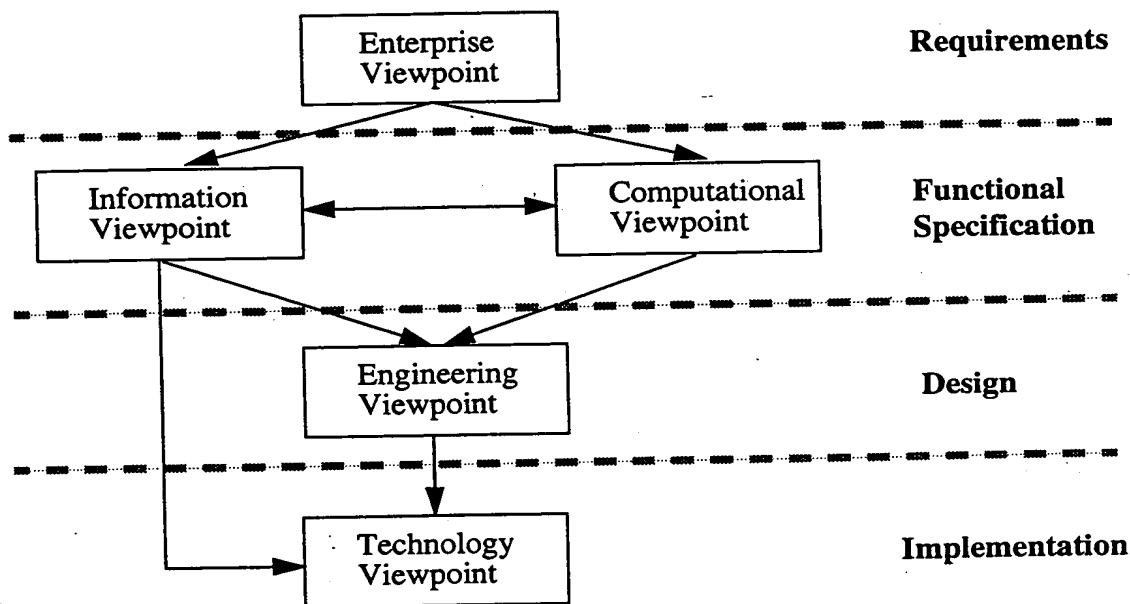 Enterprise
Viewpoint
Requirements
Information
Viewpoint
Computational
Viewpoint
Functional
Specification
Engineering
Viewpoint
Design
Technology
Viewpoint
Implementation